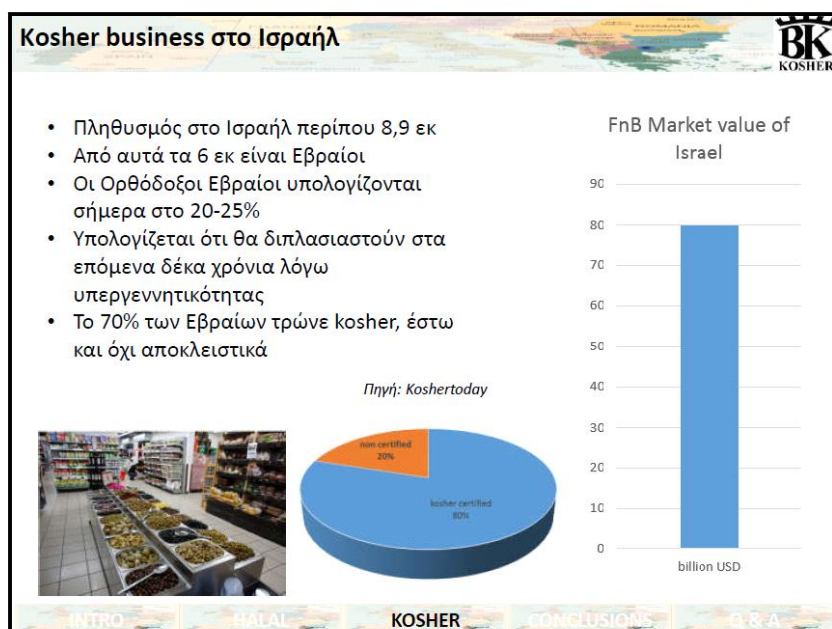 Kosher business στο Ισραήλ
BK
KOSHER
• Πληθυσμός στο Ισραήλ περίπου 8,9 εκ
• Από αυτά τα 6 εκ είναι Εβραίοι
• Οι Ορθόδοξοι Εβραίοι υπολογίζονται
σήμερα στο 20-25%
• Υπολογίζεται ότι θα διπλασιαστούν στα
επόμενα δέκα χρόνια λόγω
υπεργεννητικότητας
• Το 70% των Εβραίων τρώνε kosher, έστω
και όχι αποκλειστικά
Πηγή: Koshertoday
non certified
20%
kosher certified
80%
FnB Market value of
Israel
90
80
70
60
50
40
30
20
10
0
billion USD
INTRO HALAL KOSHER CONCLUSIONS Q & A